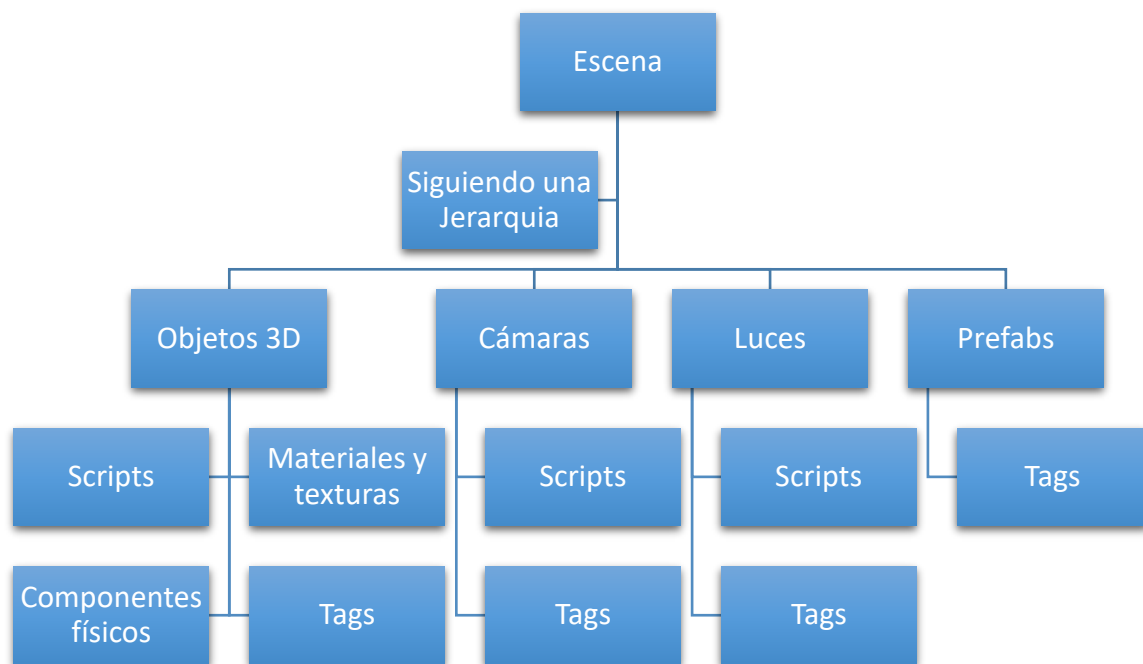 Escena
Siguiendo una
Jerarquia
Objetos 3D
Cámaras
Luces
Prefabs
Scripts
Materiales y
texturas
Scripts
Scripts
Tags
Componentes
físicos
Tags
Tags
Tags